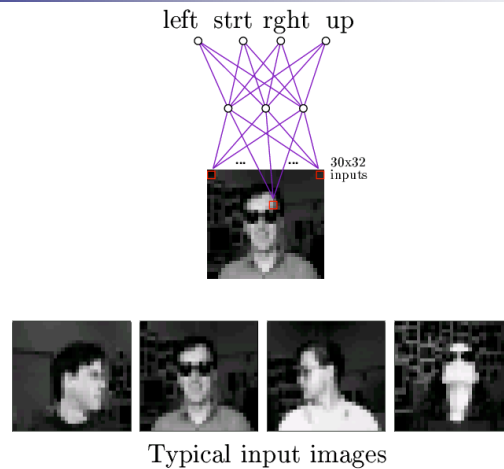 left strt rght up
... ...
30x32
inputs
Typical input images